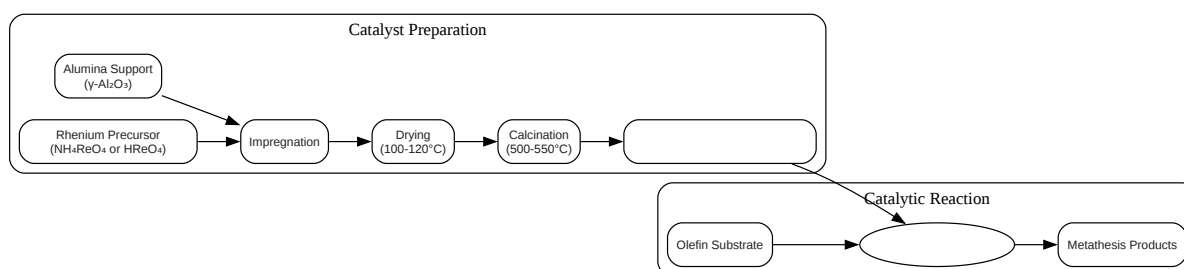 Catalyst Preparation
Alumina Support
(γ-Al₂O₃)
Rhenium Precursor
(NH₄ReO₄ or HReO₄)
Impregnation
Drying
(100-120°C)
Calcination
(500-550°C)
Catalytic Reaction
Olefin Substrate
Metathesis Products